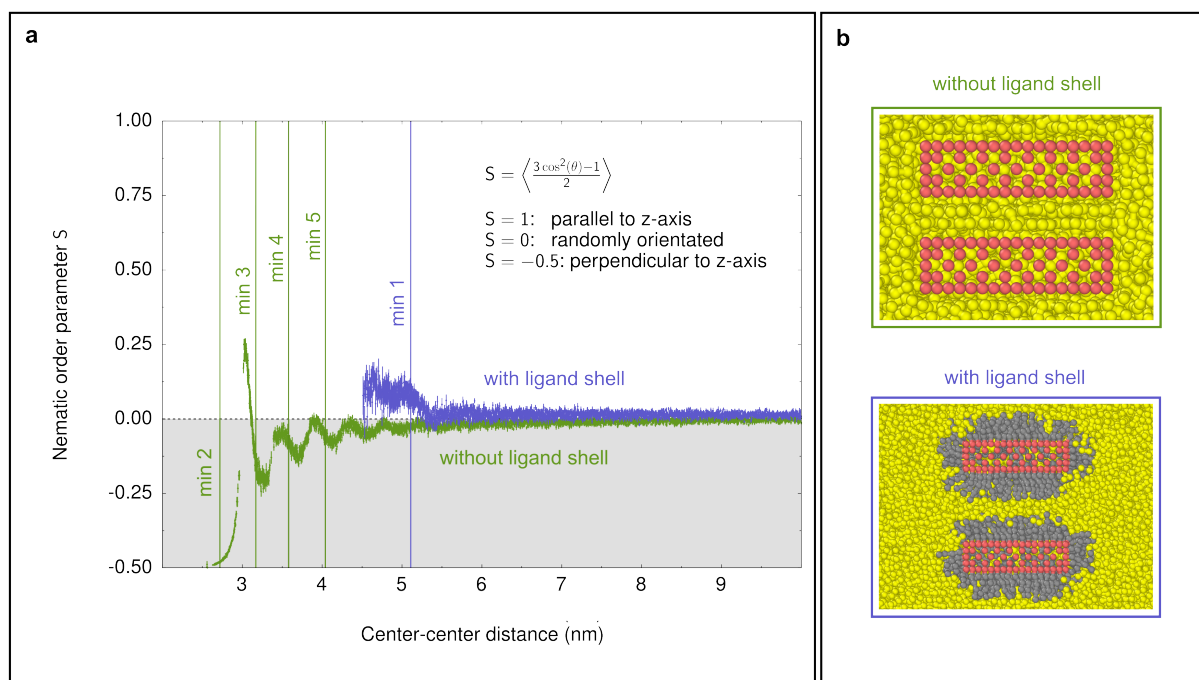 a
1.00
0.75
0.50
0.25
0.00
-0.25
-0.50
Nematic order parameter S
min 2
min 3
min 4
min 5
min 1
S = ⟨(3 cos²(θ)−1)/2⟩
S = 1: parallel to z-axis
S = 0: randomly orientated
S = −0.5: perpendicular to z-axis
with ligand shell
without ligand shell
3 4 5 6 7 8 9
Center-center distance (nm)
b
without ligand shell
with ligand shell